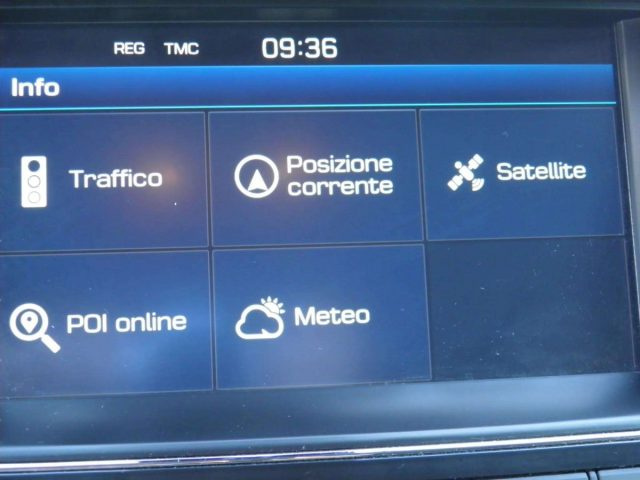 REG TMC 09:36
Info
Traffico
Posizione
corrente
Satellite
POI online
Meteo